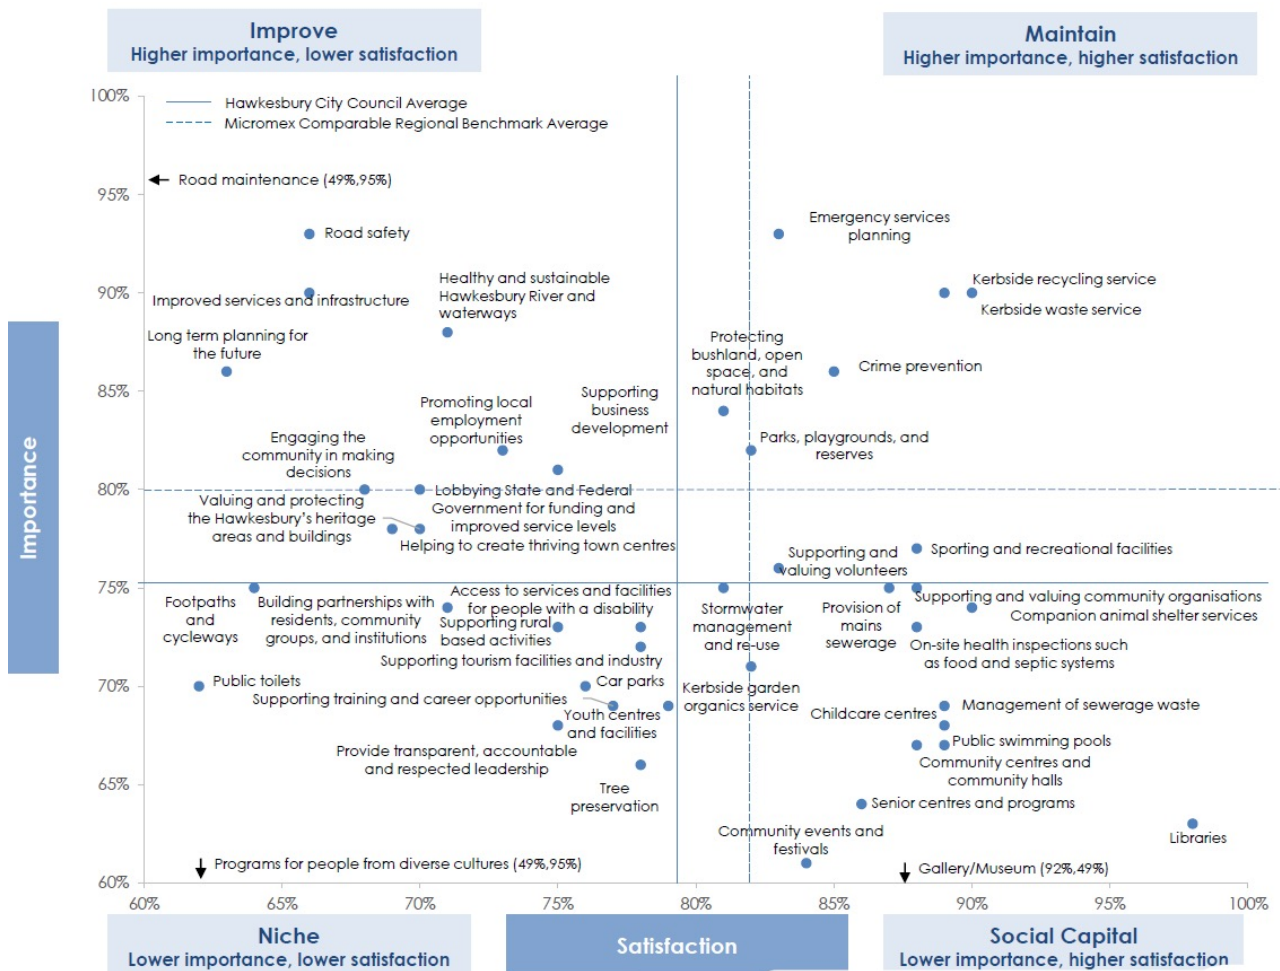 Improve
Higher importance, lower satisfaction
Maintain
Higher importance, higher satisfaction
100%
Hawkesbury City Council Average
Micromex Comparable Regional Benchmark Average
Road maintenance (49%,95%)
95%
Road safety
Emergency services
planning
90%
Improved services and infrastructure
Healthy and sustainable
Hawkesbury River and
waterways
Kerbside recycling service
Kerbside waste service
Long term planning for
the future
Protecting
bushland, open
space, and
natural habitats
Crime prevention
85%
Promoting local
employment
opportunities
Supporting
business
development
Engaging the
community in making
decisions
Parks, playgrounds, and
reserves
80%
Valuing and protecting
the Hawkesbury's heritage
areas and buildings
Lobbying State and Federal
Government for funding and
improved service levels
Helping to create thriving town centres
Supporting and
valuing volunteers
Sporting and recreational facilities
75%
Footpaths
and
cycleways
Building partnerships with
residents, community
groups, and institutions
Access to services and facilities
for people with a disability
Supporting rural
based activities
Supporting tourism facilities and industry
Stormwater
management
and re-use
Provision of
mains
sewerage
Supporting and valuing community organisations
Companion animal shelter services
On-site health inspections such
as food and septic systems
70%
Public toilets
Supporting training and career opportunities
Car parks
Youth centres
and facilities
Kerbside garden
organics service
Childcare centres
Management of sewerage waste
Public swimming pools
Community centres and
community halls
Provide transparent, accountable
and respected leadership
Tree
preservation
65%
Senior centres and programs
Community events and
festivals
Libraries
Programs for people from diverse cultures (49%,95%)
Gallery/Museum (92%,49%)
60%
60%
65%
70%
75%
80%
85%
90%
95%
100%
Importance
Niche
Lower importance, lower satisfaction
Satisfaction
Social Capital
Lower importance, higher satisfaction